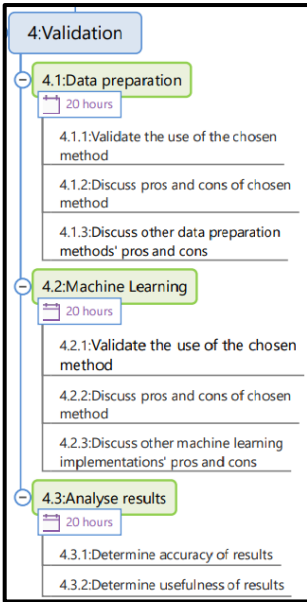 4:Validation
4.1:Data preparation
20 hours
4.1.1:Validate the use of the chosen
method
4.1.2:Discuss pros and cons of chosen
method
4.1.3:Discuss other data preparation
methods' pros and cons
4.2:Machine Learning
20 hours
4.2.1:Validate the use of the chosen
method
4.2.2:Discuss pros and cons of chosen
method
4.2.3:Discuss other machine learning
implementations' pros and cons
4.3:Analyse results
20 hours
4.3.1:Determine accuracy of results
4.3.2:Determine usefulness of results